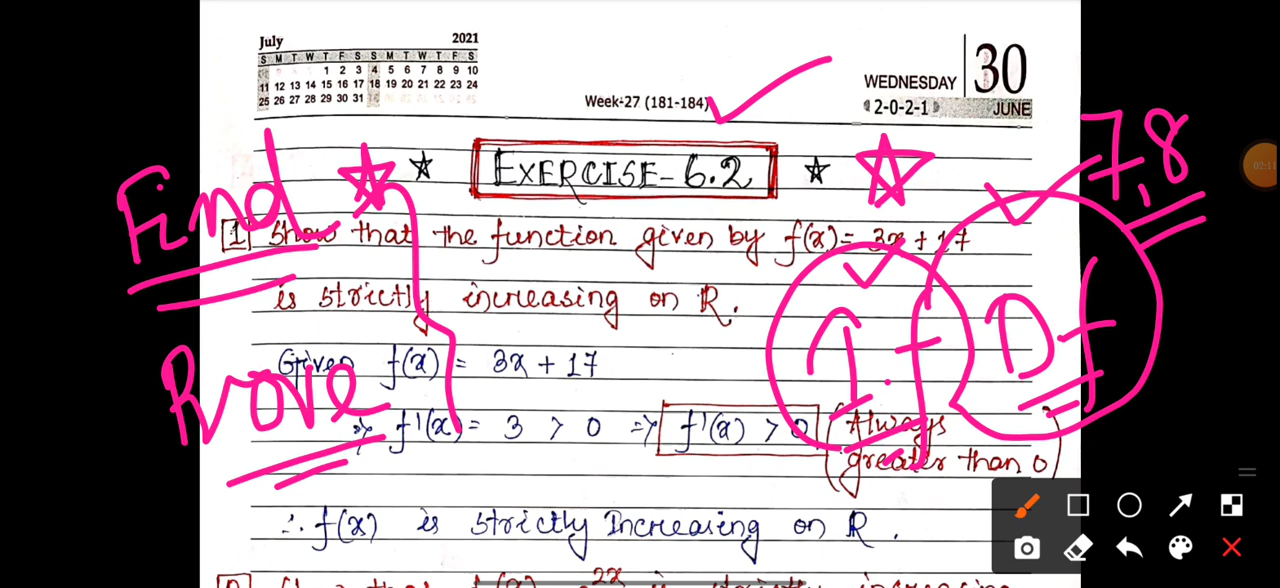 July 2021
S M T W T F S S M T W T F S
1 2 3 4 5 6 7 8 9 10
11 12 13 14 15 16 17 18 19 20 21 22 23 24
25 26 27 28 29 30 31
Week-27 (181-184)
WEDNESDAY 30
2-0-2-1 JUNE
7,8
EXERCISE-6.2
Find
1 Show that the function given by f(x) = 3x + 17
is strictly increasing on R.
I.f Df
Given f(x) = 3x + 17
Prove
⇒ f'(x) = 3 > 0 ⇒ f'(x) > 0 (Always
greater than 0)
∴ f(x) is strictly Increasing on R.
2x